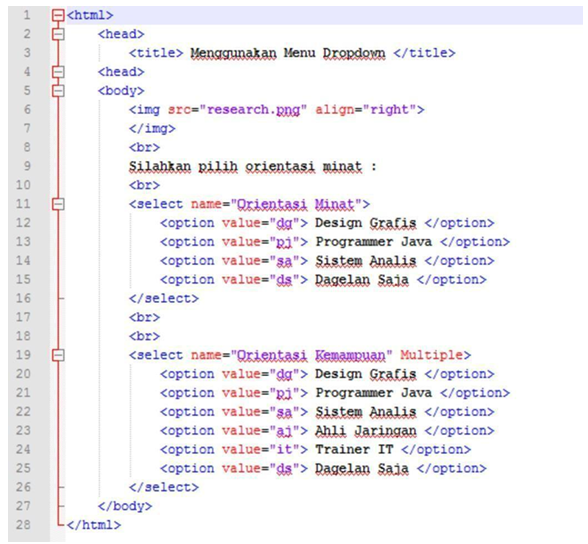 1 <html>
2 <head>
3 <title> Menggunakan Menu Dropdown </title>
4 <head>
5 <body>
6 <img src="research.png" align="right">
7 </img>
8 <br>
9 Silahkan pilih orientasi minat :
10 <br>
11 <select name="Orientasi Minat">
12 <option value="dg"> Design Grafis </option>
13 <option value="pj"> Programmer Java </option>
14 <option value="sa"> Sistem Analis </option>
15 <option value="ds"> Dagelan Saja </option>
16 </select>
17 <br>
18 <br>
19 <select name="Orientasi Kemampuan" Multiple>
20 <option value="dg"> Design Grafis </option>
21 <option value="pj"> Programmer Java </option>
22 <option value="sa"> Sistem Analis </option>
23 <option value="aj"> Ahli Jaringan </option>
24 <option value="it"> Trainer IT </option>
25 <option value="ds"> Dagelan Saja </option>
26 </select>
27 </body>
28 </html>